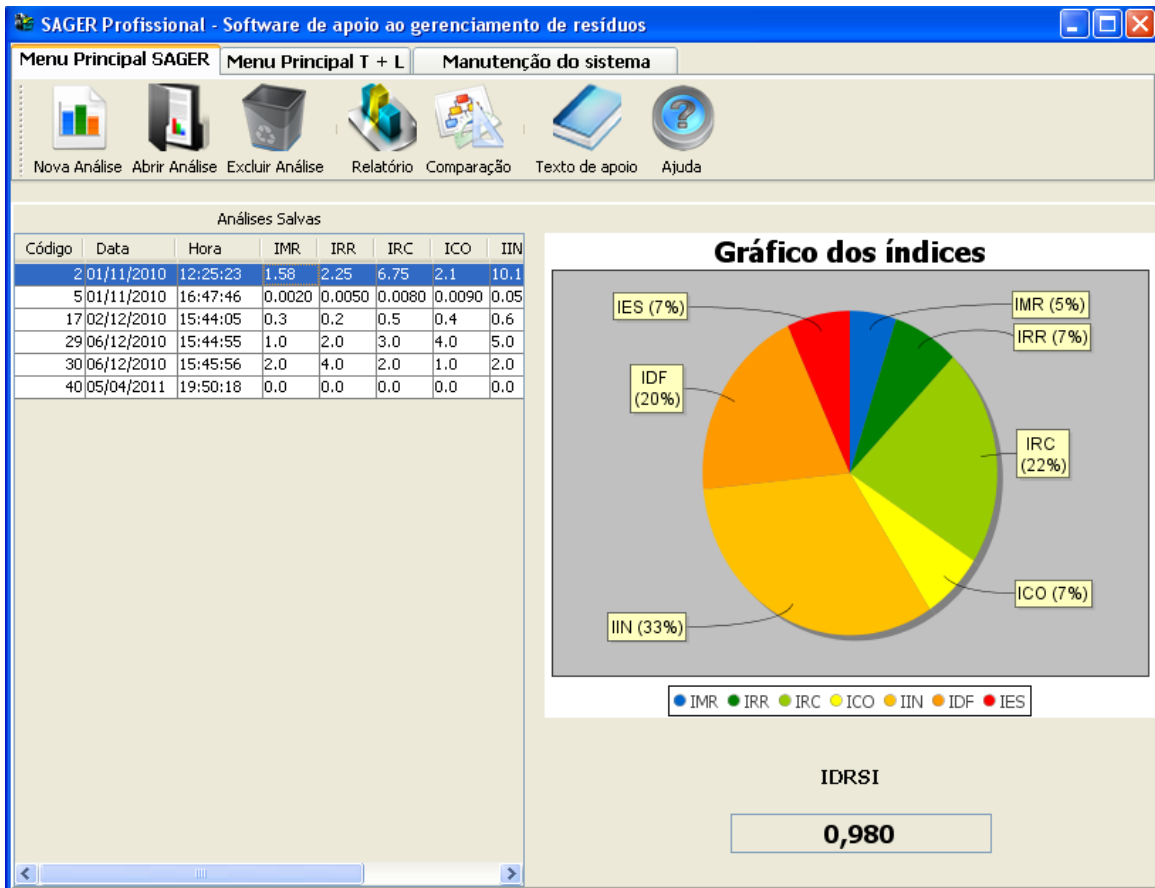 SAGER Profissional - Software de apoio ao gerenciamento de resíduos
Menu Principal SAGER Menu Principal T + L Manutenção do sistema
Nova Análise Abrir Análise Excluir Análise Relatório Comparação Texto de apoio Ajuda
Análises Salvas
Código Data Hora IMR IRR IRC ICO IIN
2 01/11/2010 12:25:23 1.58 2.25 6.75 2.1 10.1
5 01/11/2010 16:47:46 0.0020 0.0050 0.0080 0.0090 0.05
17 02/12/2010 15:44:05 0.3 0.2 0.5 0.4 0.6
29 06/12/2010 15:44:55 1.0 2.0 3.0 4.0 5.0
30 06/12/2010 15:45:56 2.0 4.0 2.0 1.0 2.0
40 05/04/2011 19:50:18 0.0 0.0 0.0 0.0 0.0
Gráfico dos índices
IES (7%)
IMR (5%)
IRR (7%)
IDF
(20%)
IRC
(22%)
ICO (7%)
IIN (33%)
IMR IRR IRC ICO IIN IDF IES
IDRSI
0,980